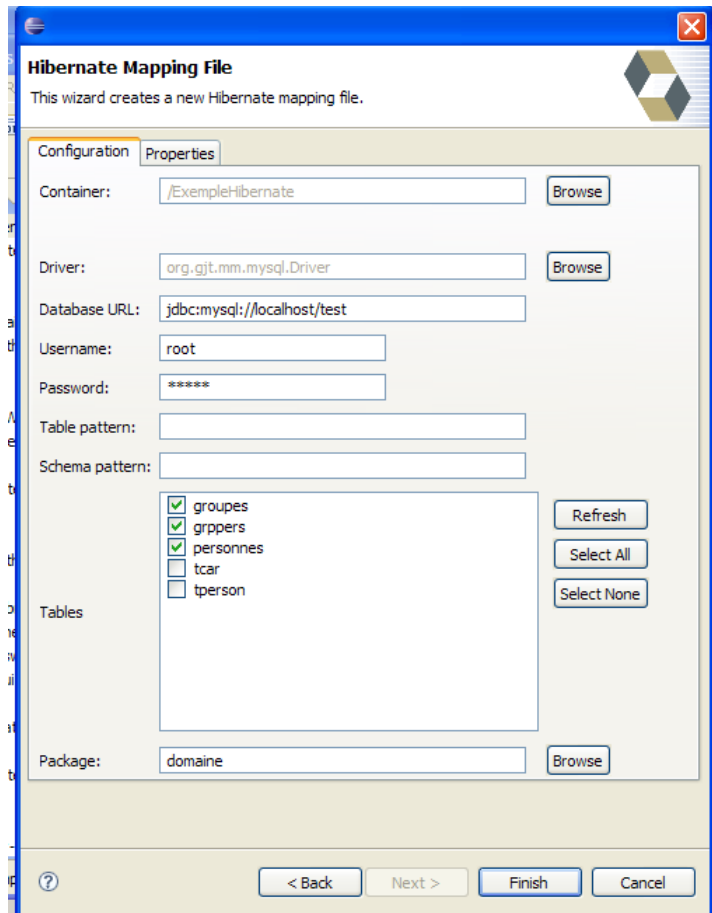 Hibernate Mapping File
This wizard creates a new Hibernate mapping file.
Configuration Properties
Container: /ExempleHibernate Browse
Driver: org.gjt.mm.mysql.Driver Browse
Database URL: jdbc:mysql://localhost/test
Username: root
Password: *****
Table pattern:
Schema pattern:
groupes
grppers
personnes
tcar
tperson
Refresh
Select All
Select None
Tables
Package: domaine Browse
? < Back Next > Finish Cancel